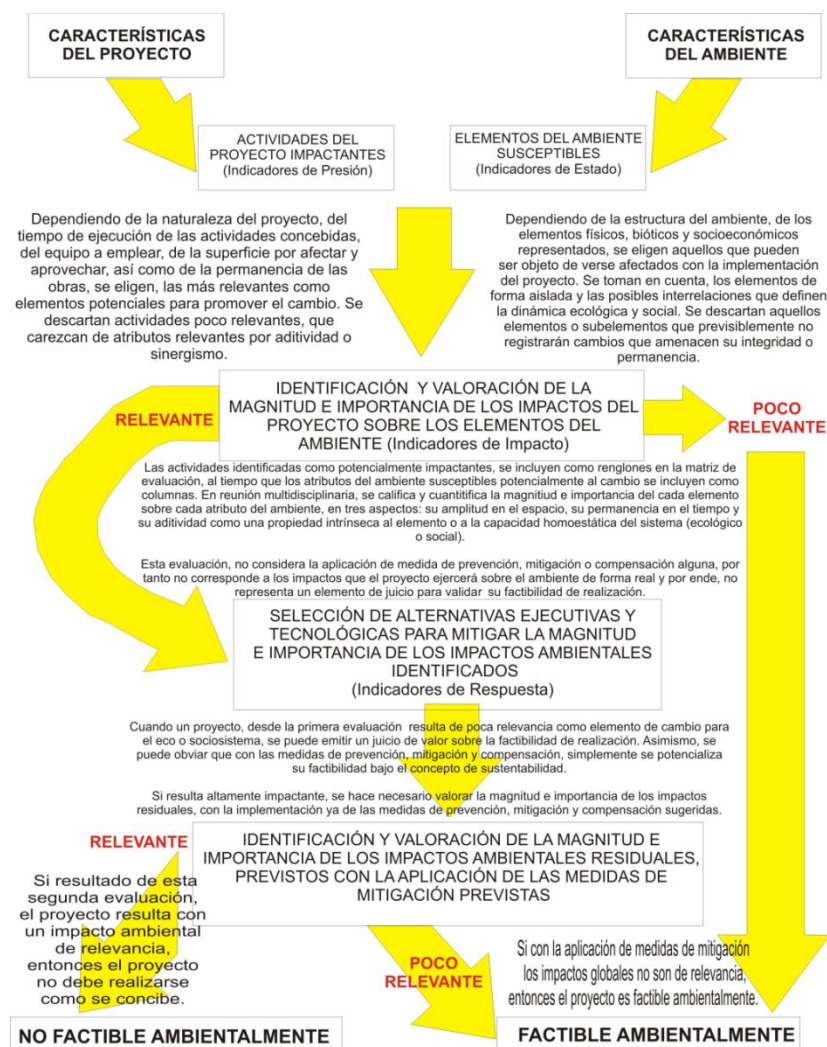 CARACTERÍSTICAS
DEL PROYECTO
CARACTERÍSTICAS
DEL AMBIENTE
ACTIVIDADES DEL
PROYECTO IMPACTANTES
(Indicadores de Presión)
ELEMENTOS DEL AMBIENTE
SUSCEPTIBLES
(Indicadores de Estado)
Dependiendo de la naturaleza del proyecto, del
tiempo de ejecución de las actividades concebidas,
del equipo a emplear, de la superficie por afectar y
aprovechar, así como de la permanencia de las
obras, se eligen, las más relevantes como
elementos potenciales para promover el cambio. Se
descartan actividades poco relevantes, que
carezcan de atributos relevantes por aditividad o
sinergismo.
Dependiendo de la estructura del ambiente, de los
elementos físicos, bióticos y socioeconómicos
representados, se eligen aquellos que pueden
ser objeto de verse afectados con la implementación
del proyecto. Se toman en cuenta, los elementos de
forma aislada y las posibles interrelaciones que definen
la dinámica ecológica y social. Se descartan aquellos
elementos o subelementos que previsiblemente no
registrarán cambios que amenacen su integridad o
permanencia.
RELEVANTE
IDENTIFICACIÓN Y VALORACIÓN DE LA
MAGNITUD E IMPORTANCIA DE LOS IMPACTOS DEL
PROYECTO SOBRE LOS ELEMENTOS DEL
AMBIENTE (Indicadores de Impacto)
POCO
RELEVANTE
Las actividades identificadas como potencialmente impactantes, se incluyen como renglones en la matriz de
evaluación, al tiempo que los atributos del ambiente susceptibles potencialmente al cambio se incluyen como
columnas. En reunión multidisciplinaria, se califica y cuantitifica la magnitiud e importancia del cada elemento
sobre cada atributo del ambiente, en tres aspectos: su amplitud en el espacio, su permanencia en el tiempo y
su aditividad como una propiedad intrínseca al elemento o a la capacidad homoestática del sistema (ecológico
o social).
Esta evaluación, no considera la aplicación de medida de prevención, mitigación o compensación alguna, por
tanto no corresponde a los impactos que el proyecto ejercerá sobre el ambiente de forma real y por ende, no
representa un elemento de juicio para validar su factibilidad de realización.
SELECCIÓN DE ALTERNATIVAS EJECUTIVAS Y
TECNOLÓGICAS PARA MITIGAR LA MAGNITUD
E IMPORTANCIA DE LOS IMPACTOS AMBIENTALES
IDENTIFICADOS
(Indicadores de Respuesta)
Cuando un proyecto, desde la primera evaluación resulta de poca relevancia como elemento de cambio para
el eco o sociosistema, se puede emitir un juicio de valor sobre la factibilidad de realización. Asimismo, se
puede obviar que con las medidas de prevención, mitigación y compensación, simplemente se potencializa
su factibilidad bajo el concepto de sustentabilidad.
Si resulta altamente impactante, se hace necesario valorar la magnitud e importancia de los impactos
residuales, con la implementación ya de las medidas de prevención, mitigación y compensación sugeridas.
RELEVANTE
IDENTIFICACIÓN Y VALORACIÓN DE LA MAGNITUD E
IMPORTANCIA DE LOS IMPACTOS AMBIENTALES RESIDUALES,
PREVISTOS CON LA APLICACIÓN DE LAS MEDIDAS DE
MITIGACIÓN PREVISTAS
Si resultado de esta
segunda evaluación,
el proyecto resulta con
un impacto ambiental
de relevancia,
entonces el proyecto
no debe realizarse
como se concibe.
POCO
RELEVANTE
Si con la aplicación de medidas de mitigación
los impactos globales no son de relevancia,
entonces el proyecto es factible ambientalmente.
NO FACTIBLE AMBIENTALMENTE
FACTIBLE AMBIENTALMENTE